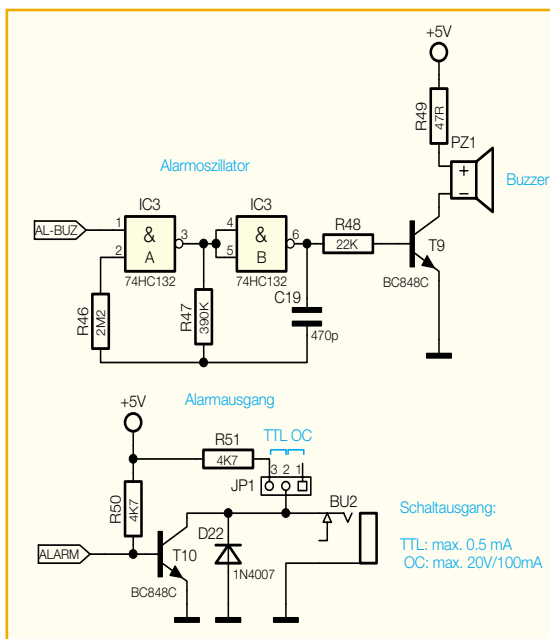 +5V
R49
47R
PZ1
+
−
Buzzer
Alarmoszillator
IC3
IC3
AL-BUZ
1
2
&
A
3
4
5
&
B
6
R48
22K
T9
BC848C
74HC132
74HC132
R46
2M2
R47
390K
C19
470p
Alarmausgang
+5V
R51
4K7
TTL OC
3 2 1
JP1
BU2
R50
4K7
ALARM
T10
BC848C
D22
1N4007
Schaltausgang:
TTL: max. 0.5 mA
OC: max. 20V/100mA